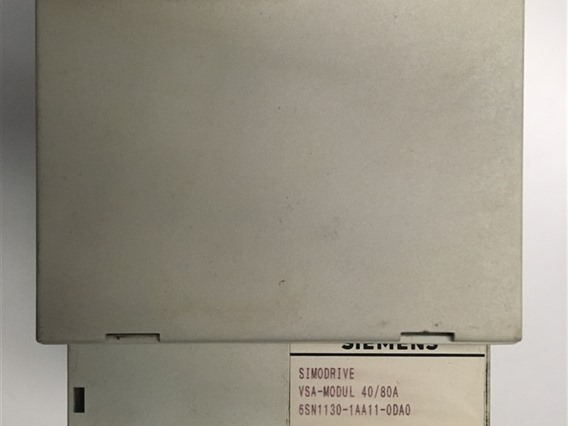 SIEMENS
SIMODRIVE
VSA-MODUL 40/80A
6SN1130-1AA11-0DA0